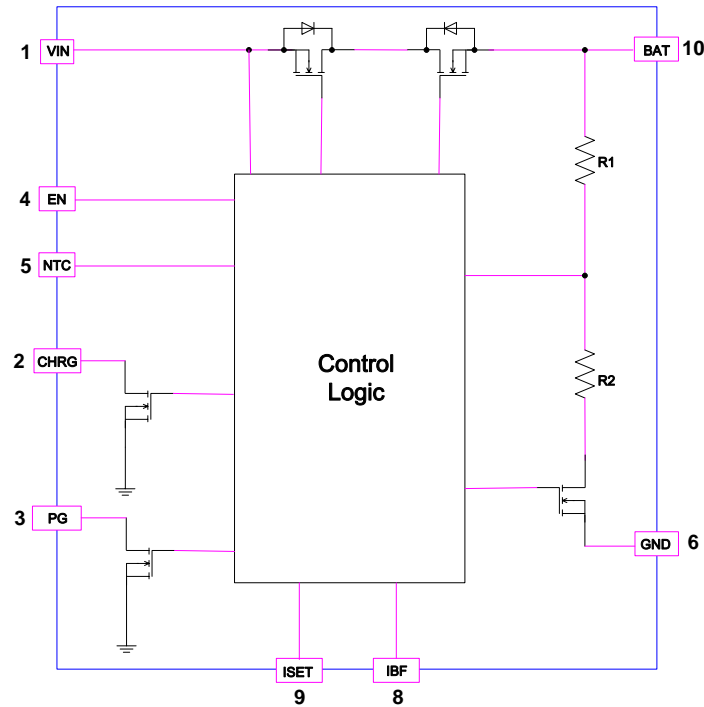 1 VIN
BAT 10
R1
4 EN
5 NTC
2 CHRG
Control
Logic
R2
3 PG
GND 6
ISET
IBF
9
8